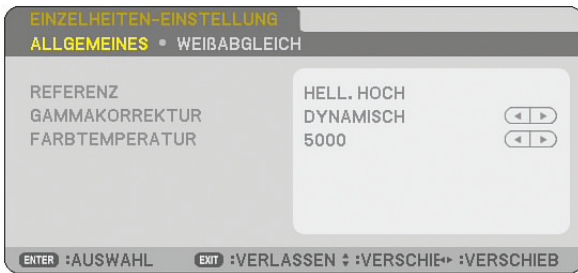 EINZELHEITEN-EINSTELLUNG
ALLGEMEINES • WEIßABGLEICH
REFERENZ HELL. HOCH
GAMMAKORREKTUR DYNAMISCH
FARBTEMPERATUR 5000
ENTER :AUSWAHL EXIT :VERLASSEN :VERSCHIE :VERSCHIEB